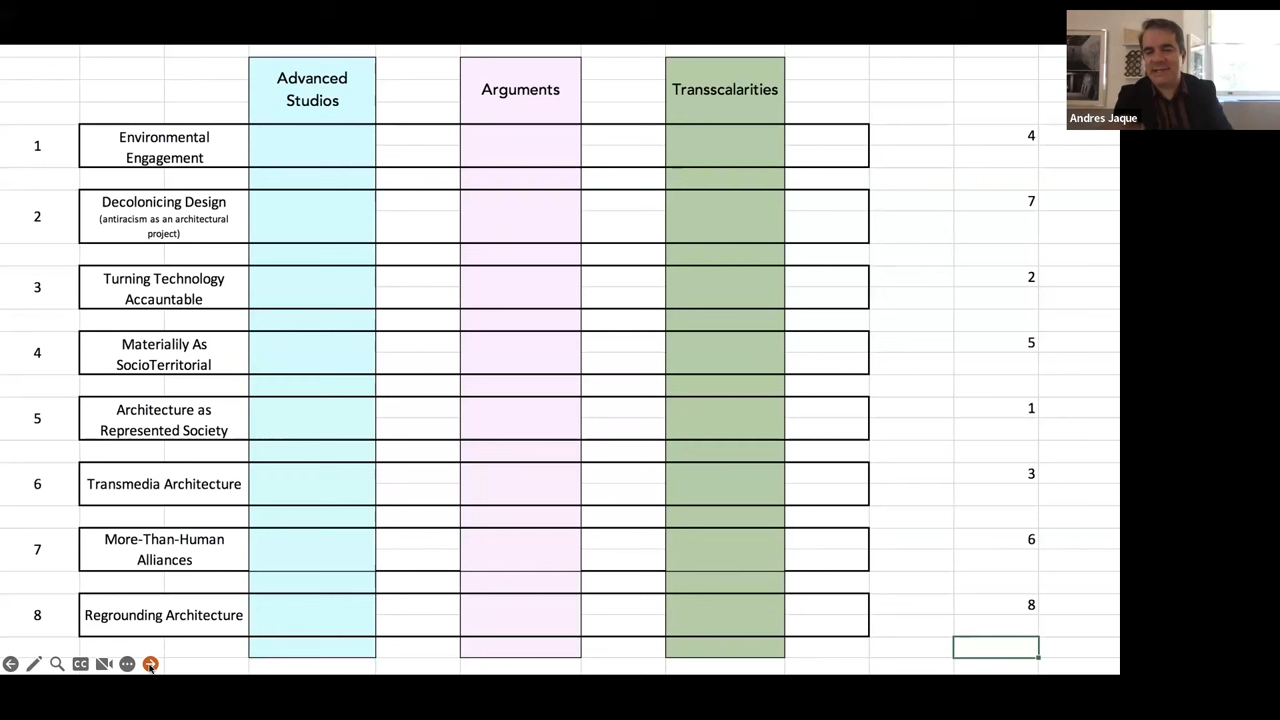 Andres Jaque
Advanced
Studios
Arguments
Transscalarities
1
Environmental
Engagement
4
2
Decolonicing Design
(antiracism as an architectural
project)
7
3
Turning Technology
Accauntable
2
4
Materialily As
SocioTerritorial
5
5
Architecture as
Represented Society
1
6
Transmedia Architecture
3
7
More-Than-Human
Alliances
6
8
Regrounding Architecture
8
CC